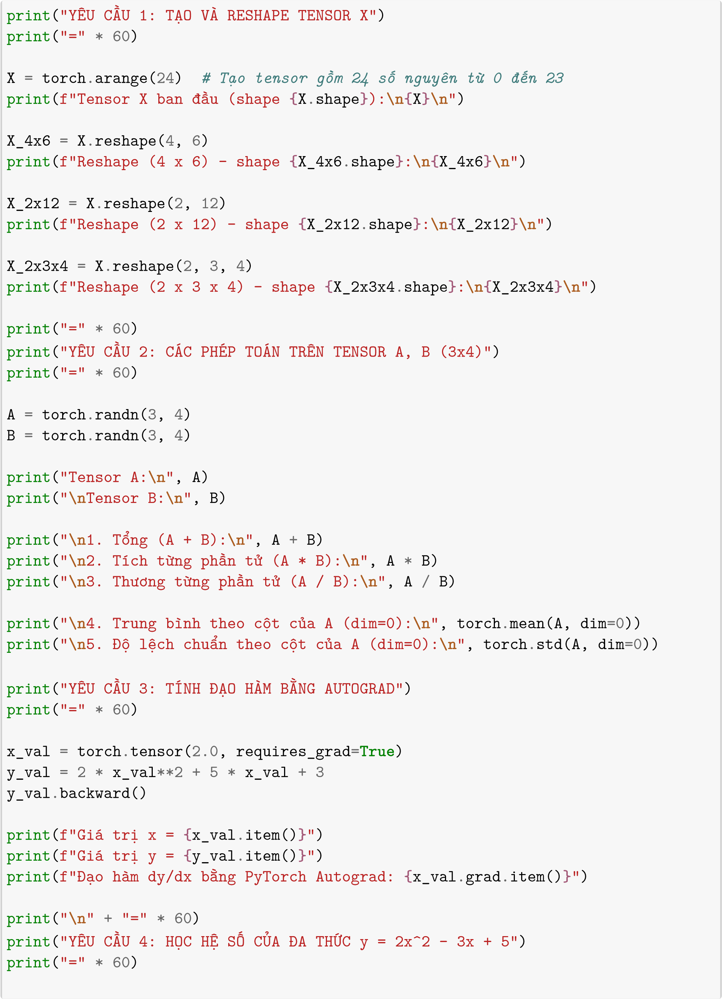 print("YÊU CẦU 1: TẠO VÀ RESHAPE TENSOR X")
print("=" * 60)
X = torch.arange(24)  # Tạo tensor gồm 24 số nguyên từ 0 đến 23
print(f"Tensor X ban đầu (shape {X.shape}):\n{X}\n")
X_4x6 = X.reshape(4, 6)
print(f"Reshape (4 x 6) - shape {X_4x6.shape}:\n{X_4x6}\n")
X_2x12 = X.reshape(2, 12)
print(f"Reshape (2 x 12) - shape {X_2x12.shape}:\n{X_2x12}\n")
X_2x3x4 = X.reshape(2, 3, 4)
print(f"Reshape (2 x 3 x 4) - shape {X_2x3x4.shape}:\n{X_2x3x4}\n")
print("=" * 60)
print("YÊU CẦU 2: CÁC PHÉP TOÁN TRÊN TENSOR A, B (3x4)")
print("=" * 60)
A = torch.randn(3, 4)
B = torch.randn(3, 4)
print("Tensor A:\n", A)
print("\nTensor B:\n", B)
print("\n1. Tổng (A + B):\n", A + B)
print("\n2. Tích từng phần tử (A * B):\n", A * B)
print("\n3. Thương từng phần tử (A / B):\n", A / B)
print("\n4. Trung bình theo cột của A (dim=0):\n", torch.mean(A, dim=0))
print("\n5. Độ lệch chuẩn theo cột của A (dim=0):\n", torch.std(A, dim=0))
print("YÊU CẦU 3: TÍNH ĐẠO HÀM BẰNG AUTOGRAD")
print("=" * 60)
x_val = torch.tensor(2.0, requires_grad=True)
y_val = 2 * x_val**2 + 5 * x_val + 3
y_val.backward()
print(f"Giá trị x = {x_val.item()}")
print(f"Giá trị y = {y_val.item()}")
print(f"Đạo hàm dy/dx bằng PyTorch Autograd: {x_val.grad.item()}")
print("\n" + "=" * 60)
print("YÊU CẦU 4: HỌC HỆ SỐ CỦA ĐA THỨC y = 2x^2 - 3x + 5")
print("=" * 60)